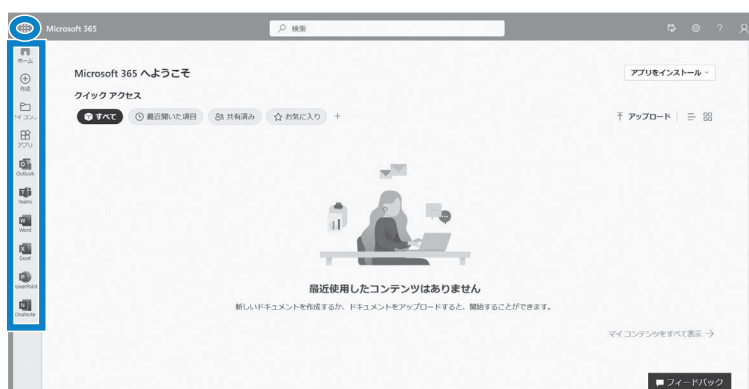 Microsoft 365
検索
ホーム
作成
マイ コン...
アプリ
Outlook
Teams
Word
Excel
PowerPoint
OneNote
Microsoft 365 へようこそ
アプリをインストール
クイック アクセス
すべて
最近開いた項目
共有済み
お気に入り
アップロード
最近使用したコンテンツはありません
新しいドキュメントを作成するか、ドキュメントをアップロードすると、開始することができます。
マイ コンテンツをすべて表示 →
フィードバック